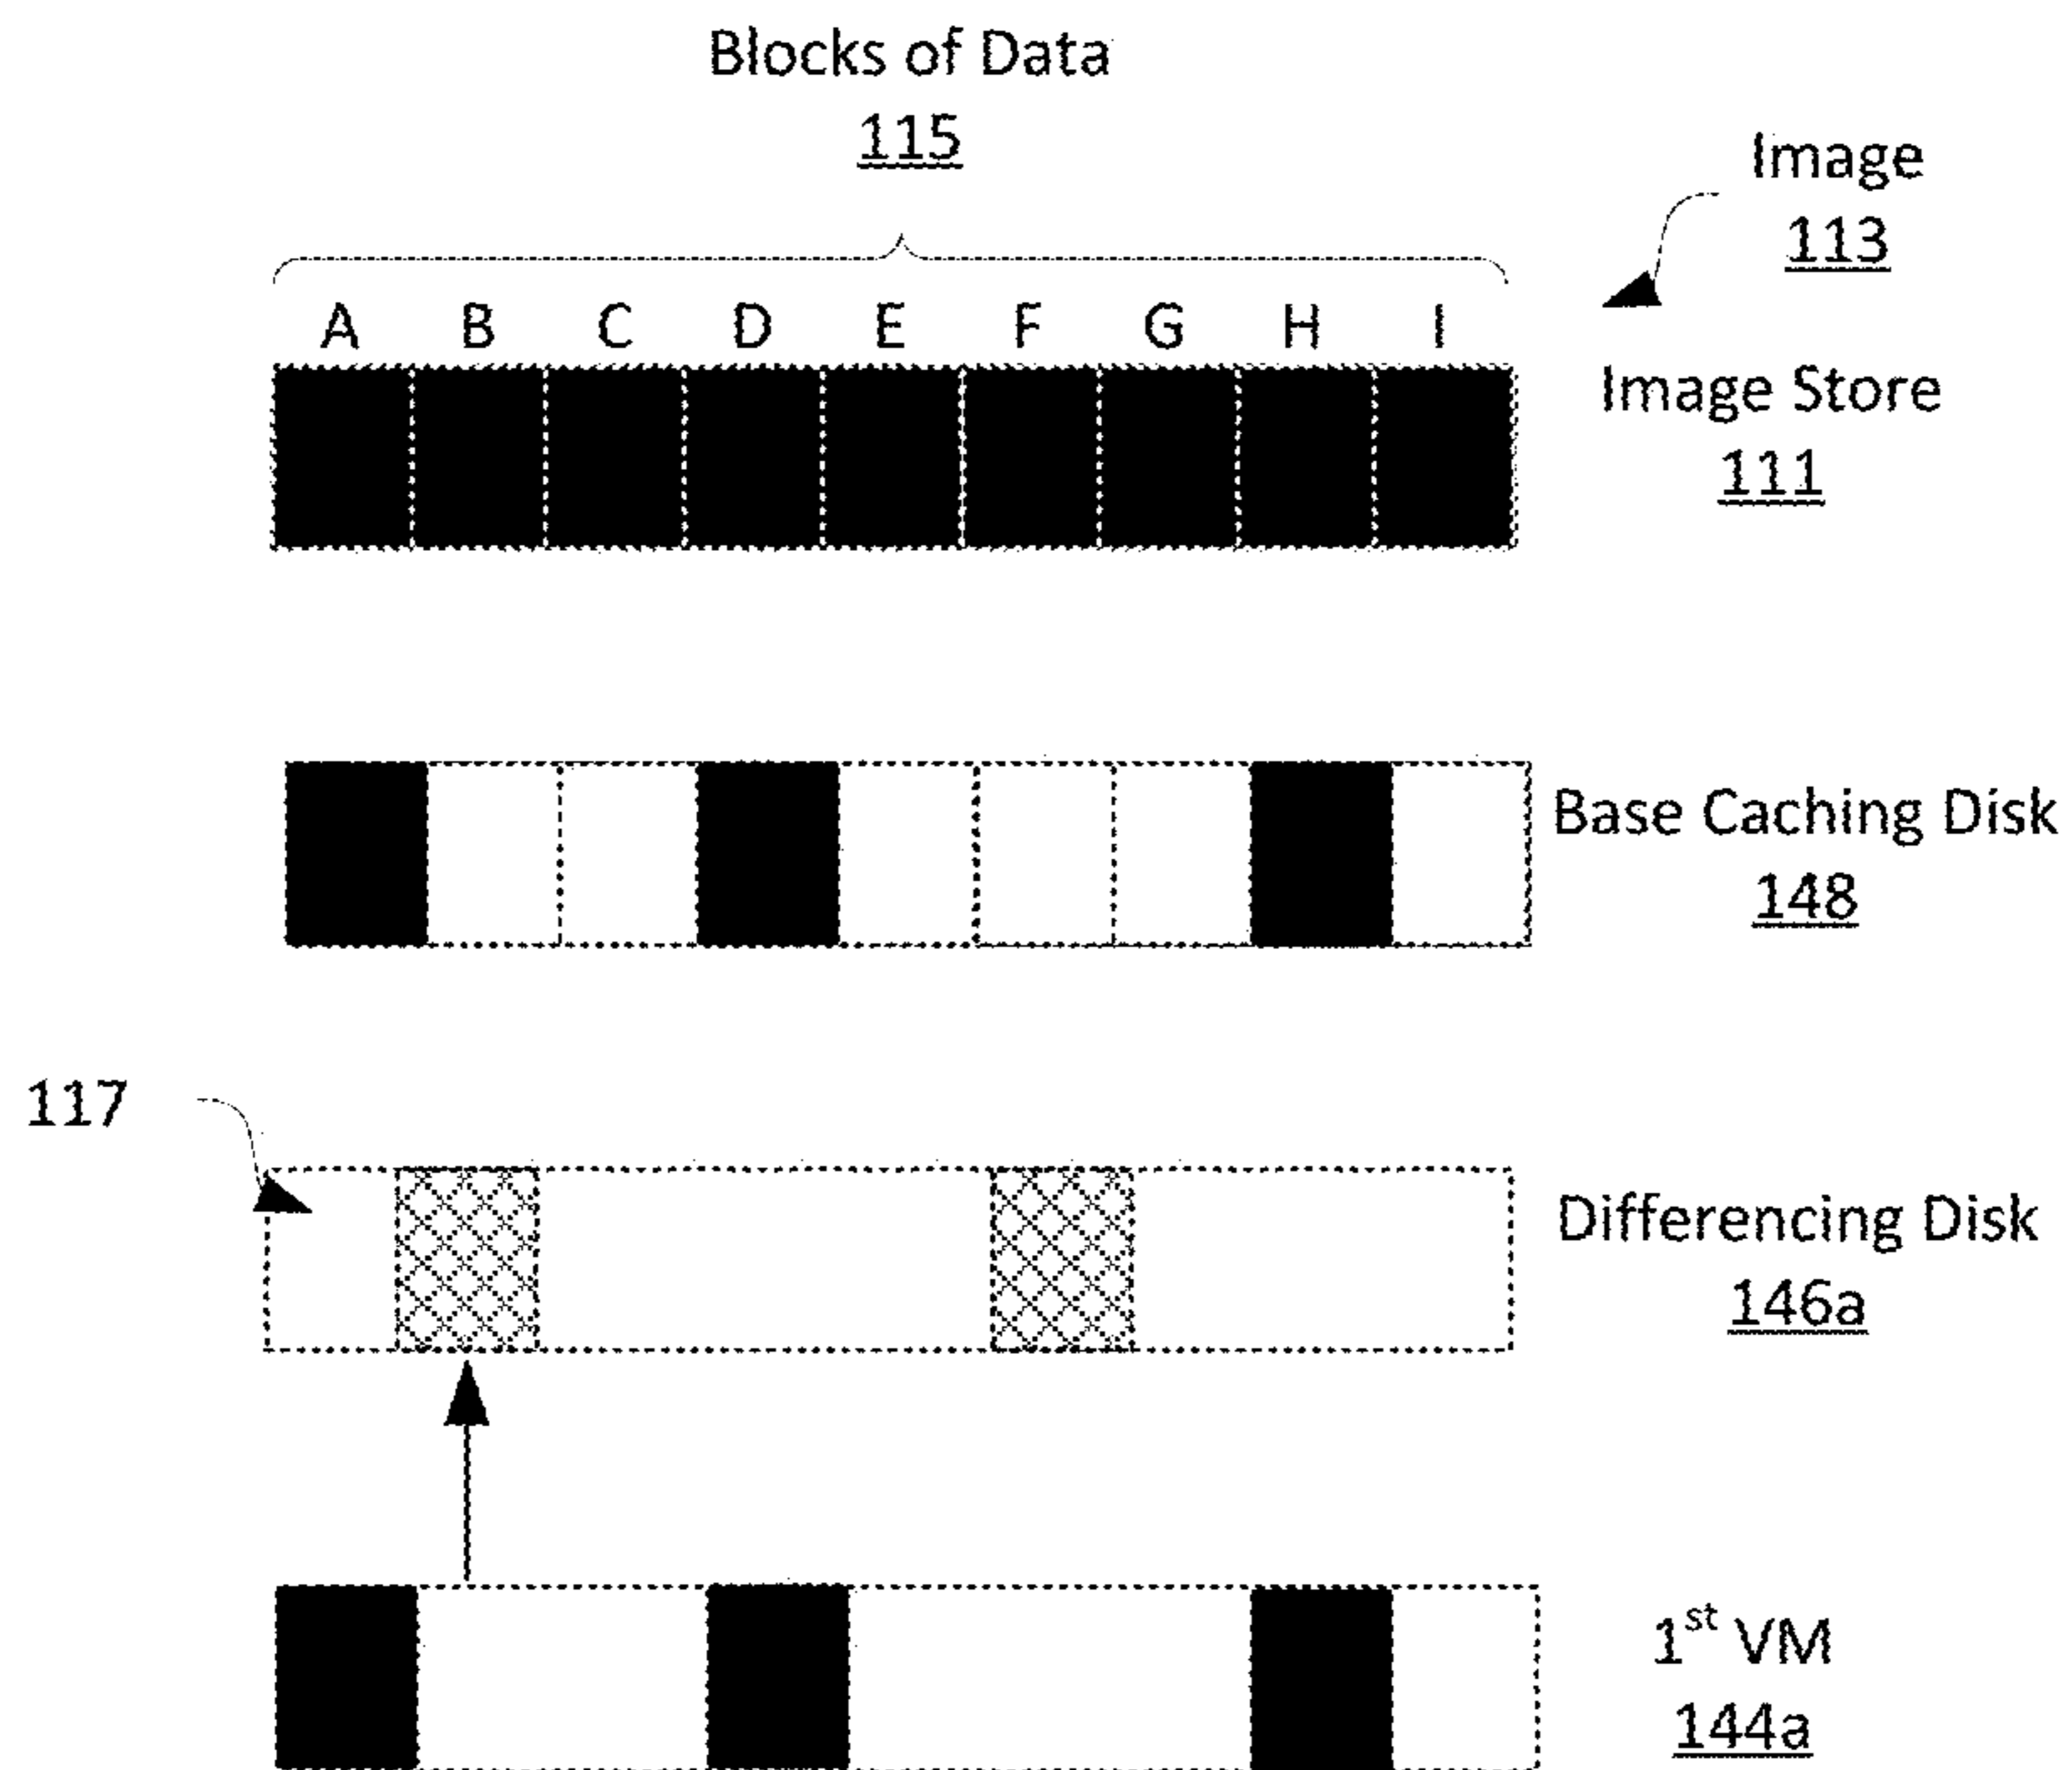 Blocks of Data
115
Image
113
A B C D E F G H I
Image Store
111
Base Caching Disk
148
117
Differencing Disk
146a
1st VM
144a